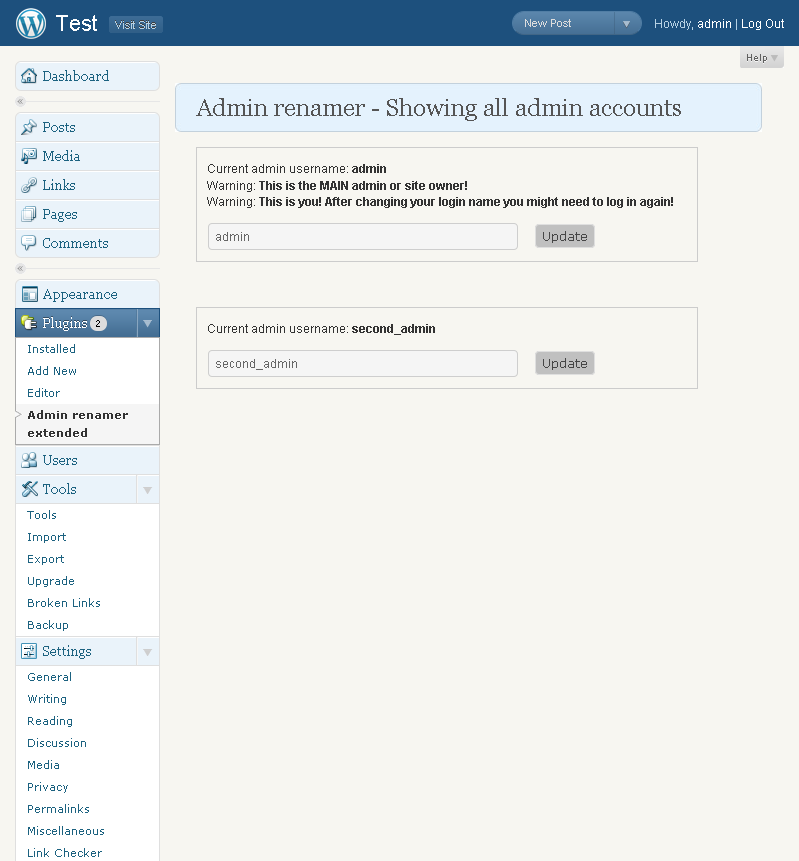 Test
Visit Site
New Post
Howdy, admin | Log Out
Help
Dashboard
Posts
Media
Links
Pages
Comments
Appearance
Plugins 2
Installed
Add New
Editor
Admin renamer
extended
Users
Tools
Tools
Import
Export
Upgrade
Broken Links
Backup
Settings
General
Writing
Reading
Discussion
Media
Privacy
Permalinks
Miscellaneous
Link Checker
Admin renamer - Showing all admin accounts
Current admin username: admin
Warning: This is the MAIN admin or site owner!
Warning: This is you! After changing your login name you might need to log in again!
admin
Update
Current admin username: second_admin
second_admin
Update